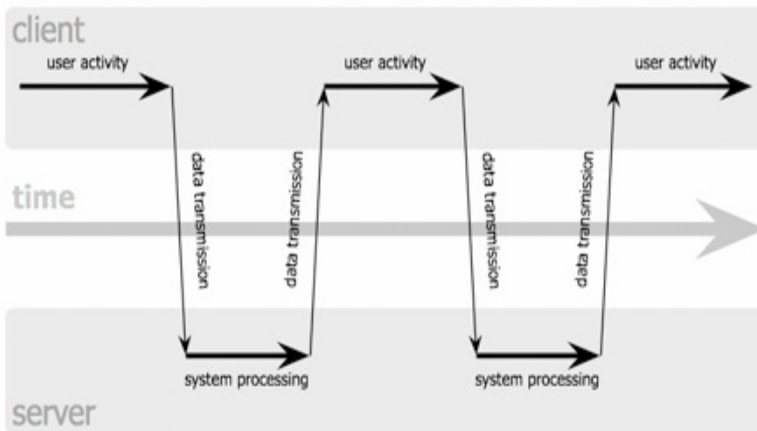 client
user activity
user activity
user activity
data transmission
data transmission
data transmission
data transmission
time
system processing
system processing
server